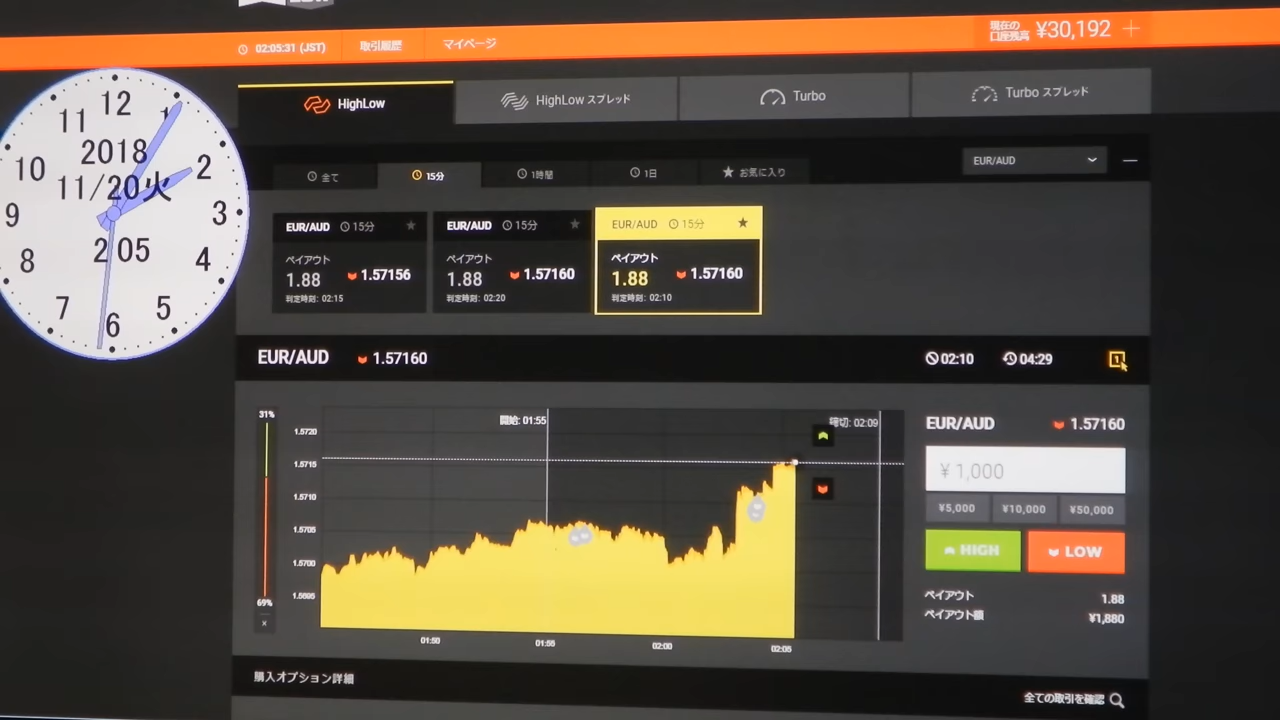 02:05:31 (JST) 取引履歴 マイページ
現在の口座残高 ¥30,192
12
11
1
2018
10
2
11/20火
9
3
2 05
8
4
7
5
6
HighLow
HighLow スプレッド
Turbo
Turbo スプレッド
EUR/AUD
全て
15分
1時間
1日
お気に入り
EUR/AUD 15分
ペイアウト
1.88 1.57156
判定時刻: 02:15
EUR/AUD 15分
ペイアウト
1.88 1.57160
判定時刻: 02:20
EUR/AUD 15分
ペイアウト
1.88 1.57160
判定時刻: 02:10
EUR/AUD 1.57160
02:10 04:29
1
31%
69%
x
1.5720
1.5715
1.5710
1.5705
1.5700
1.5695
開始: 01:55
締切: 02:09
01:50
01:55
02:00
02:05
EUR/AUD 1.57160
¥ 1,000
¥5,000 ¥10,000 ¥50,000
HIGH
LOW
ペイアウト 1.88
ペイアウト額 ¥1,880
購入オプション詳細
全ての取引を確認